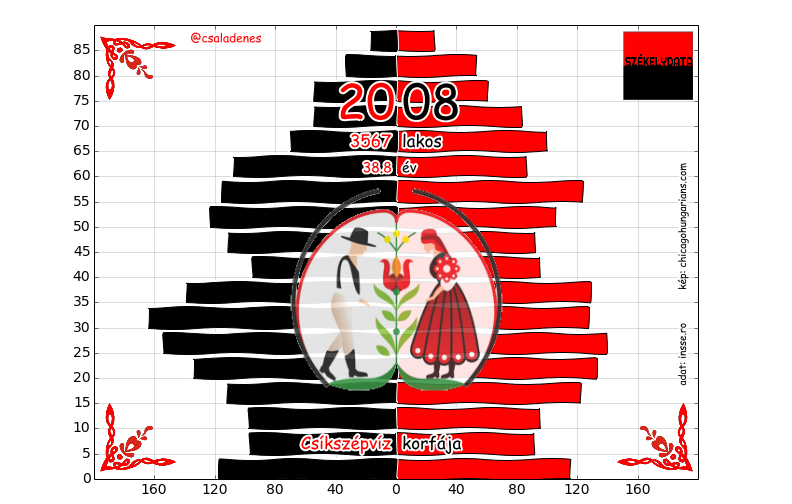 @csaladenes
SZÉKELYDATA
2008
3567 lakos
38.8 év
kép: chicagohungarians.com
adat: insse.ro
Csíkszépvíz korfája
85
80
75
70
65
60
55
50
45
40
35
30
25
20
15
10
5
0
160 120 80 40 0 40 80 120 160